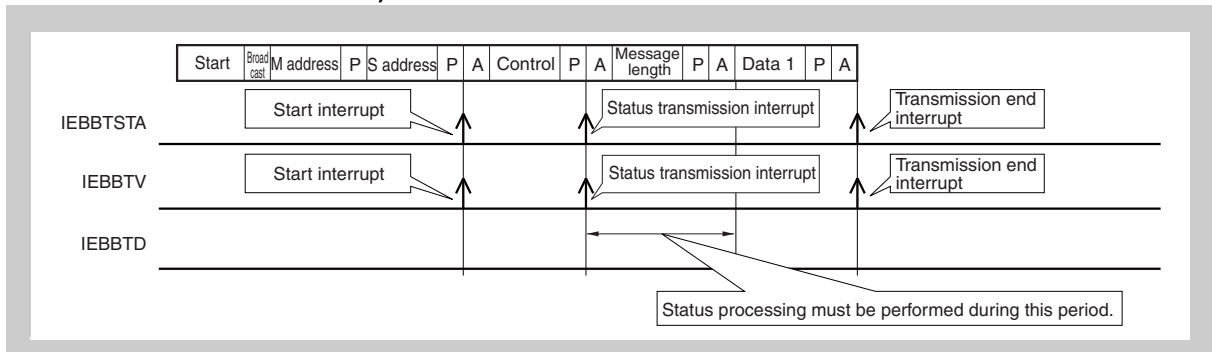 Start Broad cast M address P S address P A Control P A Message length P A Data 1 P A
IEBBTSTA
Start interrupt
Status transmission interrupt
Transmission end
interrupt
IEBBTV
Start interrupt
Status transmission interrupt
Transmission end
interrupt
IEBBTD
Status processing must be performed during this period.